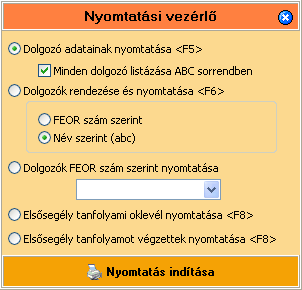 Nyomtatási vezérlő
Dolgozó adatainak nyomtatása <F5>
Minden dolgozó listázása ABC sorrendben
Dolgozók rendezése és nyomtatása <F6>
FEOR szám szerint
Név szerint (abc)
Dolgozók FEOR szám szerint nyomtatása
Elsősegély tanfolyami oklevél nyomtatása <F8>
Elsősegély tanfolyamot végzettek nyomtatása <F8>
Nyomtatás indítása